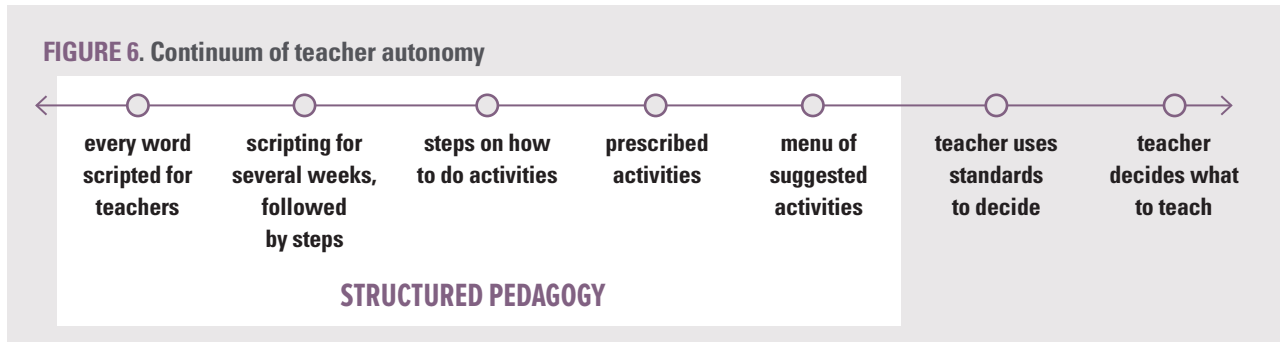 FIGURE 6. Continuum of teacher autonomy
every word
scripted for
teachers
scripting for
several weeks,
followed
by steps
steps on how
to do activities
prescribed
activities
menu of
suggested
activities
teacher uses
standards
to decide
teacher
decides what
to teach
STRUCTURED PEDAGOGY